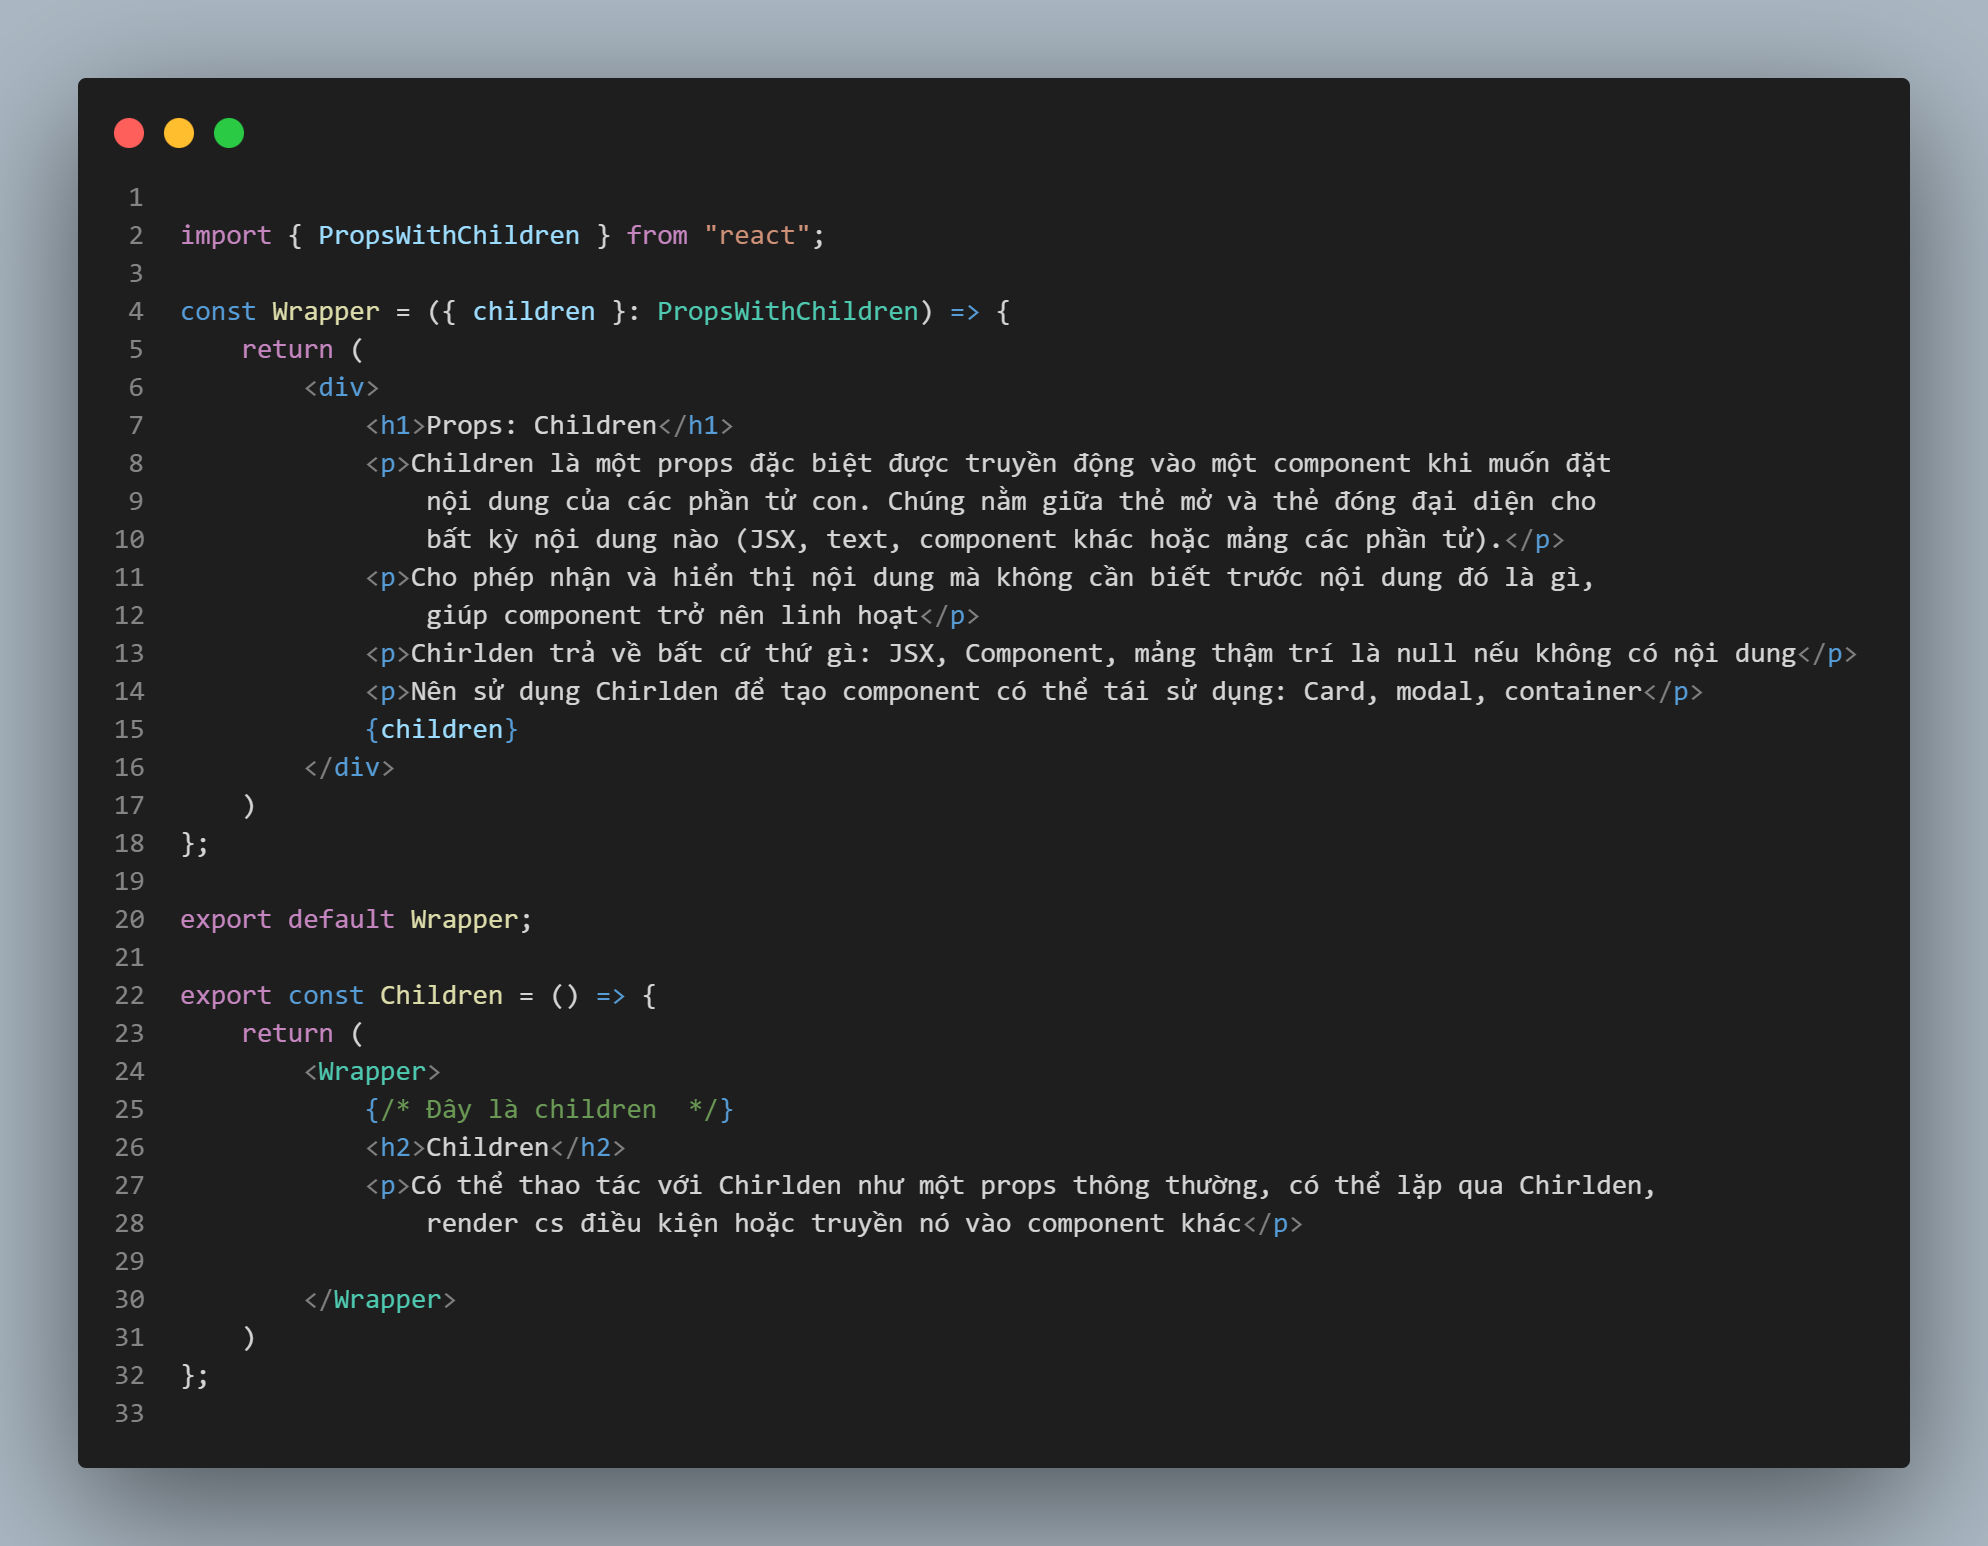 1
2 import { PropsWithChildren } from "react";
3
4 const Wrapper = ({ children }: PropsWithChildren) => {
5     return (
6         <div>
7             <h1>Props: Children</h1>
8             <p>Children là một props đặc biệt được truyền động vào một component khi muốn đặt
9                 nội dung của các phần tử con. Chúng nằm giữa thẻ mở và thẻ đóng đại diện cho
10                 bất kỳ nội dung nào (JSX, text, component khác hoặc mảng các phần tử).</p>
11             <p>Cho phép nhận và hiển thị nội dung mà không cần biết trước nội dung đó là gì,
12                 giúp component trở nên linh hoạt</p>
13             <p>Chirlden trả về bất cứ thứ gì: JSX, Component, mảng thậm trí là null nếu không có nội dung</p>
14             <p>Nên sử dụng Chirlden để tạo component có thể tái sử dụng: Card, modal, container</p>
15             {children}
16         </div>
17     )
18 };
19
20 export default Wrapper;
21
22 export const Children = () => {
23     return (
24         <Wrapper>
25             {/* Đây là children  */}
26             <h2>Children</h2>
27             <p>Có thể thao tác với Chirlden như một props thông thường, có thể lặp qua Chirlden,
28                 render cs điều kiện hoặc truyền nó vào component khác</p>
29
30         </Wrapper>
31     )
32 };
33